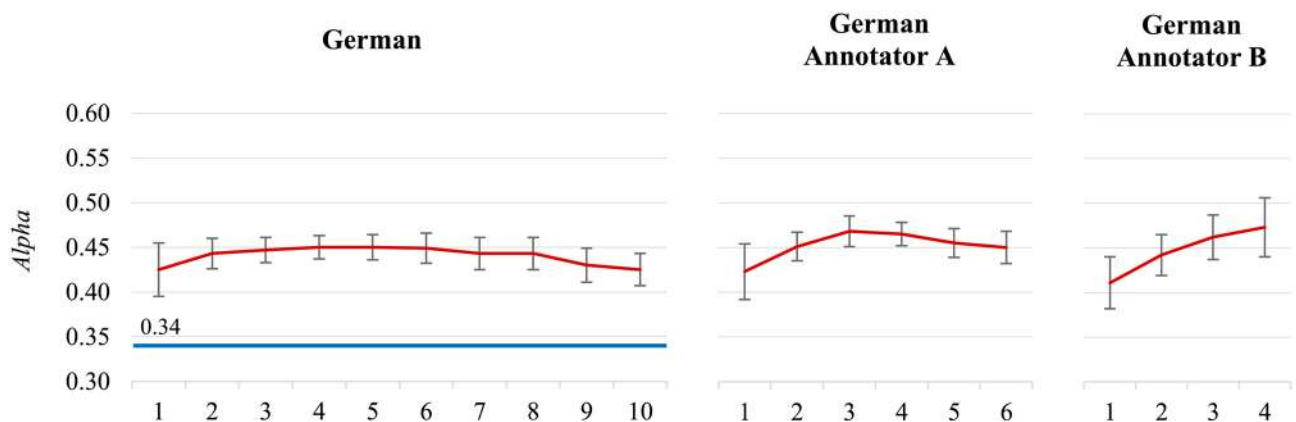 German
German
Annotator A
German
Annotator B
Alpha
0.60
0.55
0.50
0.45
0.40
0.35
0.30
0.34
1 2 3 4 5 6 7 8 9 10
1 2 3 4 5 6
1 2 3 4